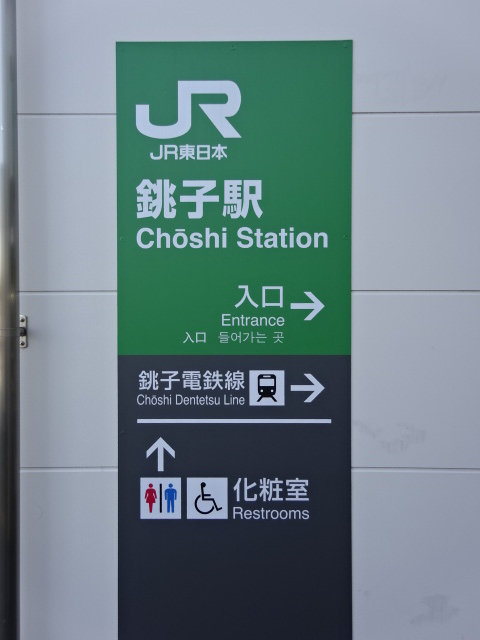 JR
JR東日本
銚子駅
Chōshi Station
入口
Entrance
入口 들어가는 곳
銚子電鉄線
Chōshi Dentetsu Line
化粧室
Restrooms